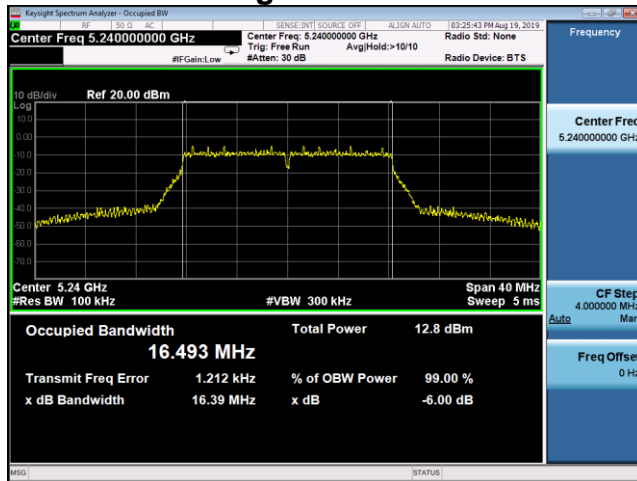 Keysight Spectrum Analyzer - Occupied BW
RF 50 Ω AC SENSE:INT SOURCE OFF ALIGN AUTO 03:25:43 PM Aug 19, 2019
Center Freq 5.240000000 GHz
Center Freq: 5.240000000 GHz
Radio Std: None
Trig: Free Run Avg|Hold:>10/10
#IFGain:Low #Atten: 30 dB Radio Device: BTS
Frequency
10 dB/div Ref 20.00 dBm
Log
10.0
0.00
-10.0
-20.0
-30.0
-40.0
-50.0
-60.0
-70.0
Center 5.24 GHz Span 40 MHz
#Res BW 100 kHz #VBW 300 kHz Sweep 5 ms
Center Freq
5.240000000 GHz
CF Step
4.000000 MHz
Auto Man
Freq Offset
0 Hz
Occupied Bandwidth Total Power 12.8 dBm
16.493 MHz
Transmit Freq Error 1.212 kHz % of OBW Power 99.00 %
x dB Bandwidth 16.39 MHz x dB -6.00 dB
MSG STATUS